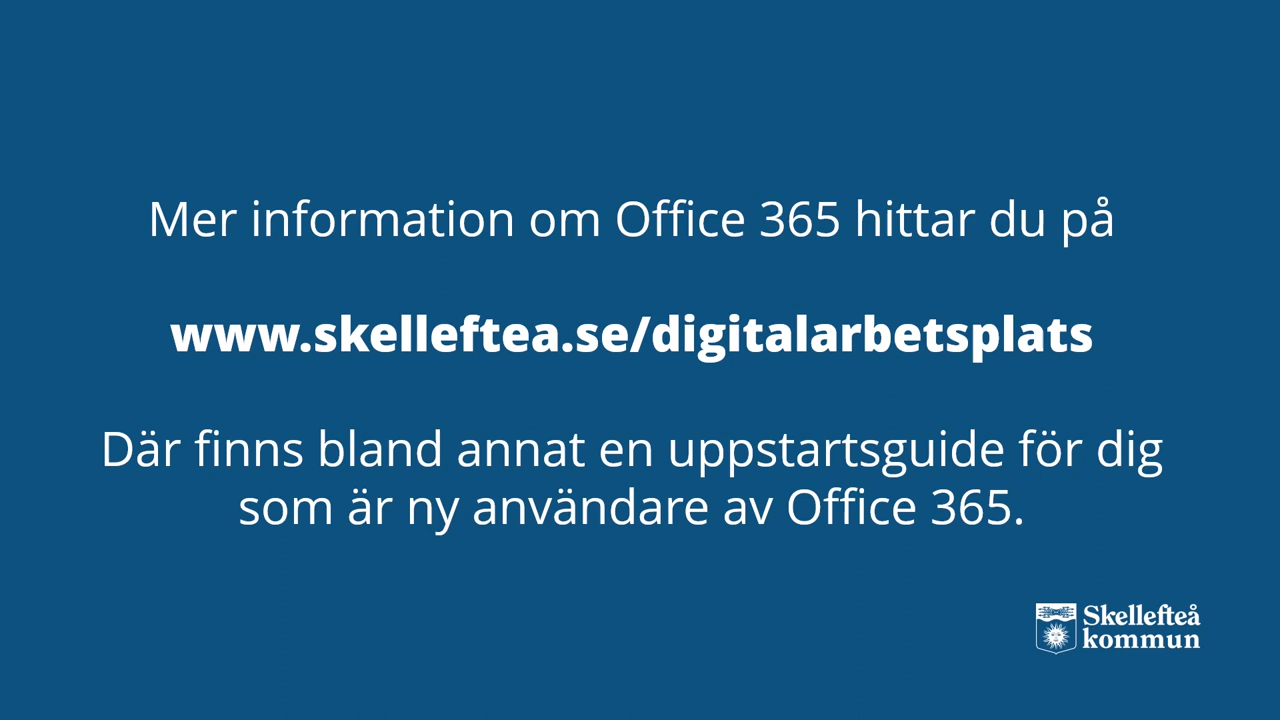 Mer information om Office 365 hittar du på
www.skelleftea.se/digitalarbetsplats
Där finns bland annat en uppstartsguide för dig
som är ny användare av Office 365.
Skellefteå
kommun